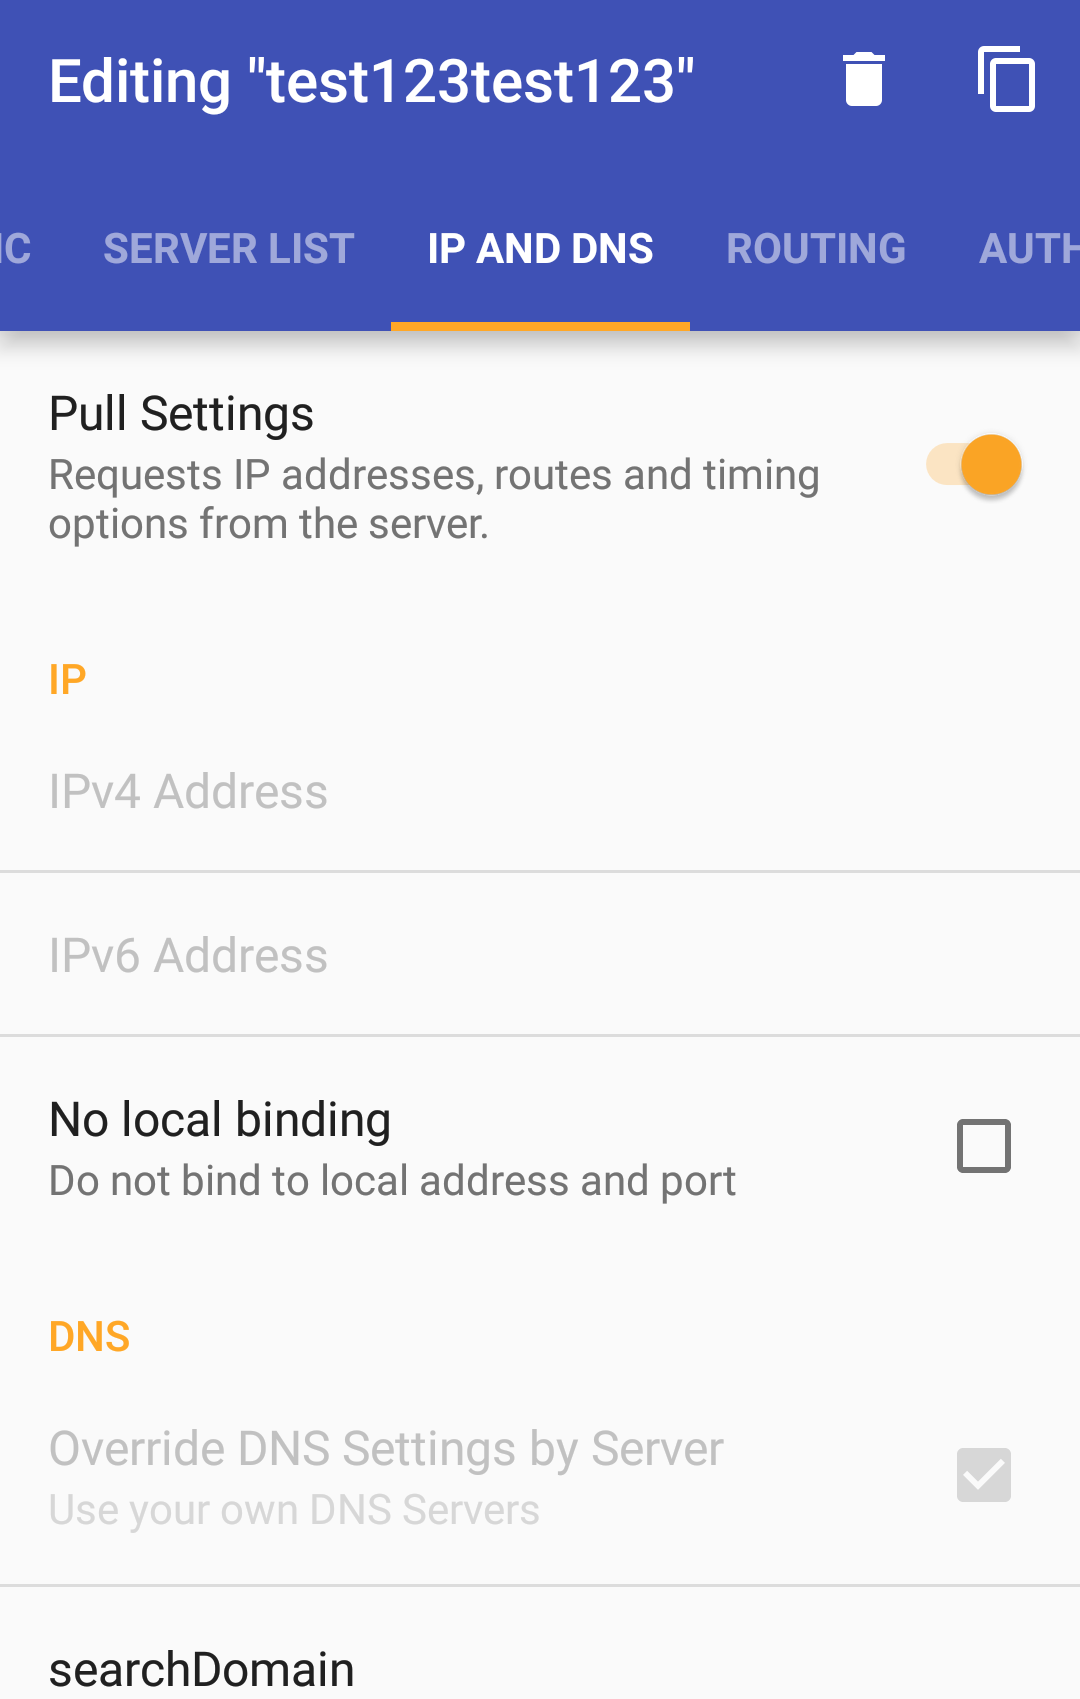 Editing "test123test123"
IC SERVER LIST IP AND DNS ROUTING AUTH
Pull Settings
Requests IP addresses, routes and timing
options from the server.
IP
IPv4 Address
IPv6 Address
No local binding
Do not bind to local address and port
DNS
Override DNS Settings by Server
Use your own DNS Servers
searchDomain